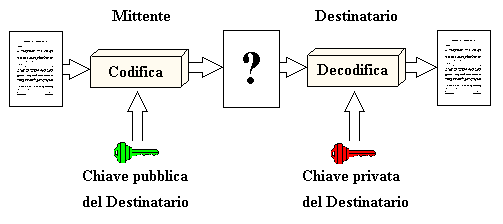 Mittente
Destinatario
Codifica
?
Decodifica
Chiave pubblica
del Destinatario
Chiave privata
del Destinatario